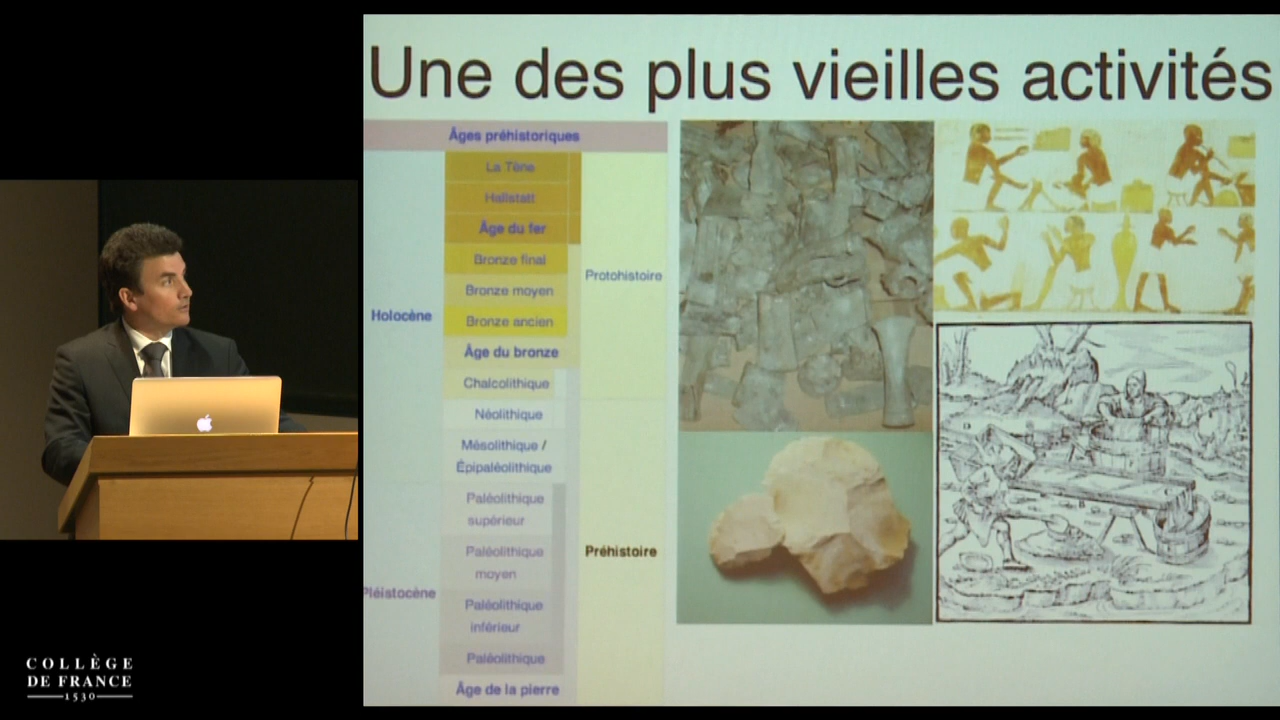 Une des plus vieilles activités
Âges préhistoriques
La Tène
Hallstatt
Âge du fer
Bronze final
Bronze moyen
Bronze ancien
Âge du bronze
Chalcolithique
Néolithique
Mésolithique /
Épipaléolithique
Paléolithique
supérieur
Paléolithique
moyen
Paléolithique
inférieur
Paléolithique
Âge de la pierre
Holocène
Pléistocène
Protohistoire
Préhistoire
COLLÈGE
DE FRANCE
1530